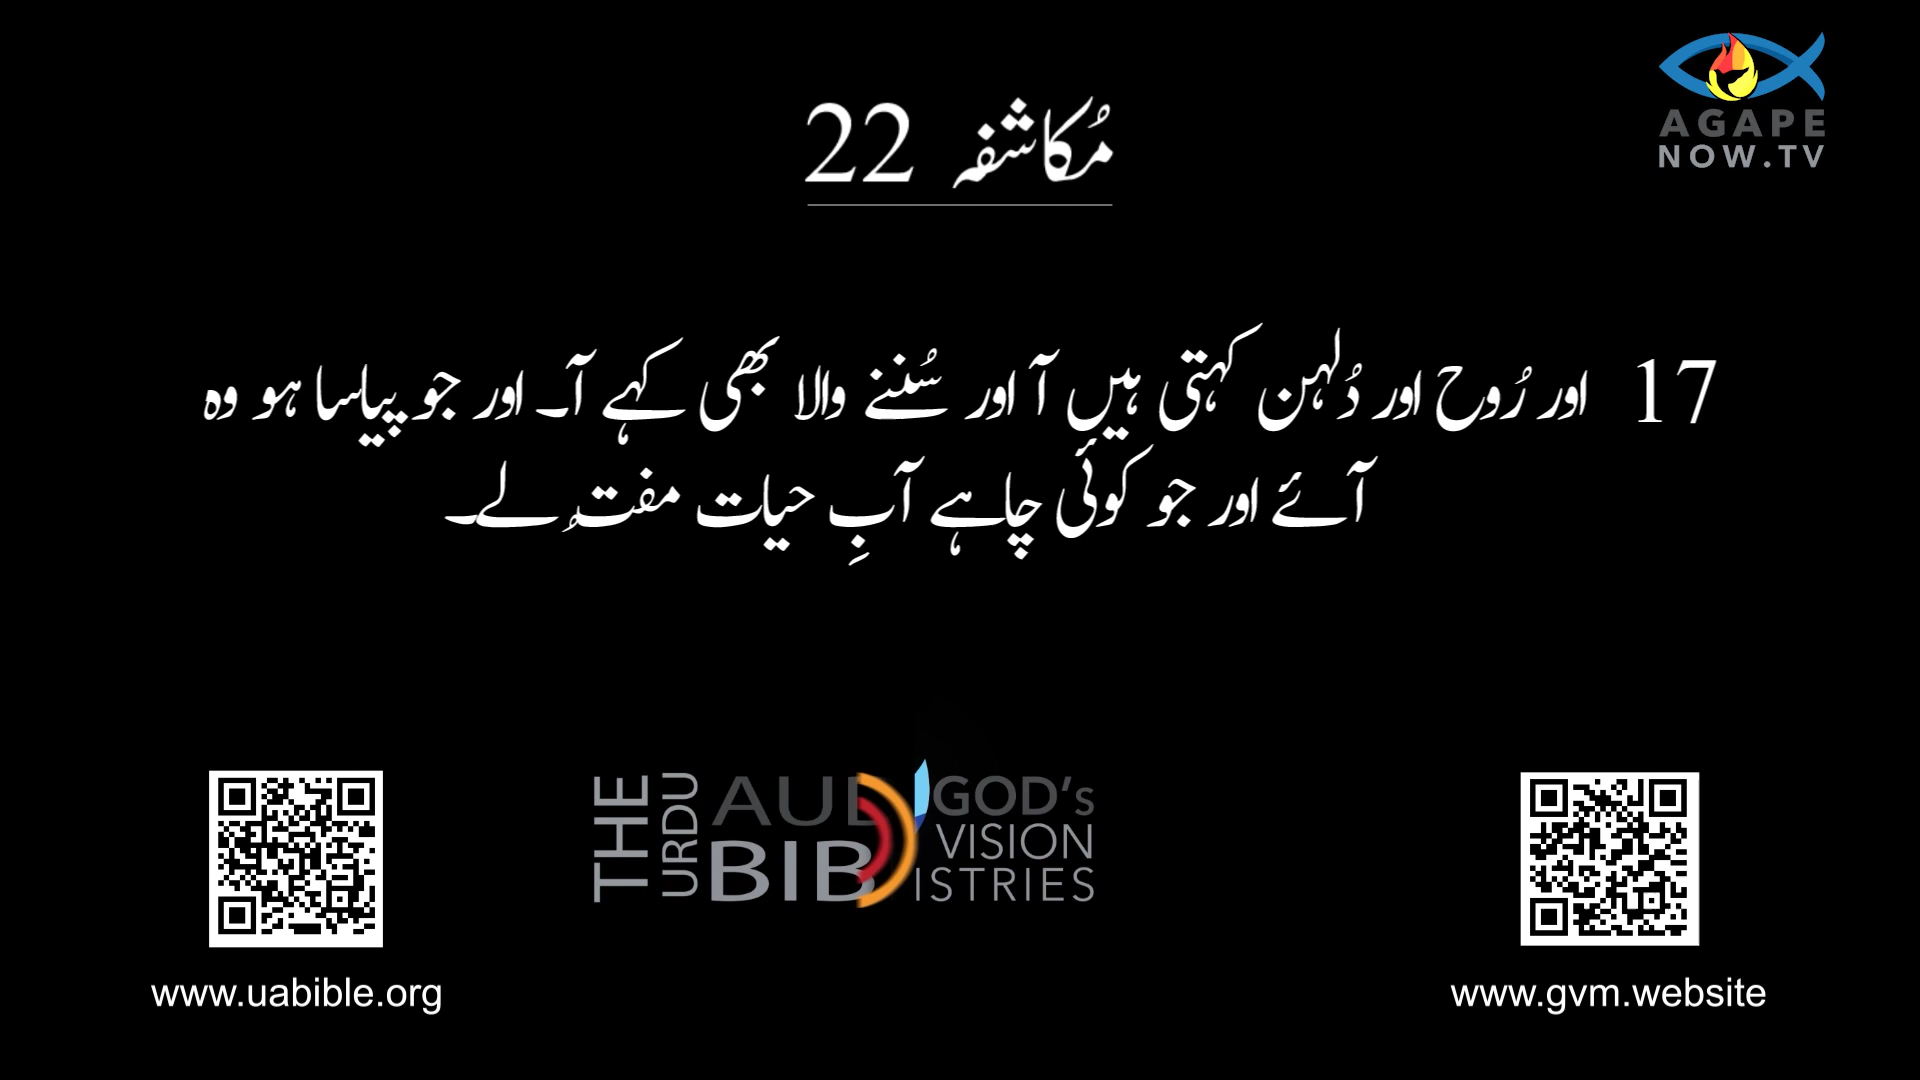 مُکاشفہ 22
AGAPE
NOW.TV
17 اور رُوح اور دُلہن کہتی ہیں آ اور سُننے والا بھی کہے آ۔ اور جو پیاسا ہو وہ
آئے اور جو کوئی چاہے آبِ حیات مفت لے۔
THE
URDU
AUD
BIB
GOD's
VISION
ISTRIES
www.uabible.org
www.gvm.website